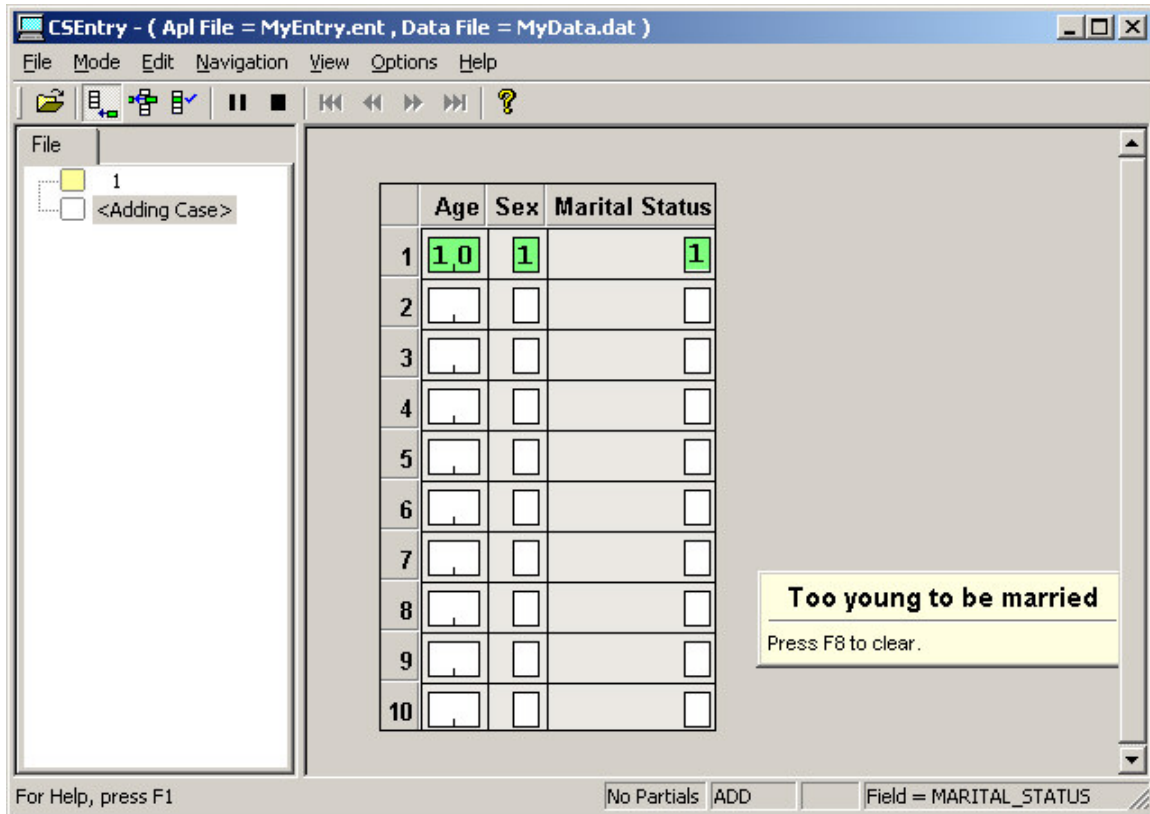 CSEntry - ( Apl File = MyEntry.ent , Data File = MyData.dat )
File Mode Edit Navigation View Options Help
File
1
<Adding Case>
Age Sex Marital Status
1 1 0 1 1
2
3
4
5
6
7
8
9
10
Too young to be married
Press F8 to clear.
For Help, press F1 No Partials ADD Field = MARITAL_STATUS